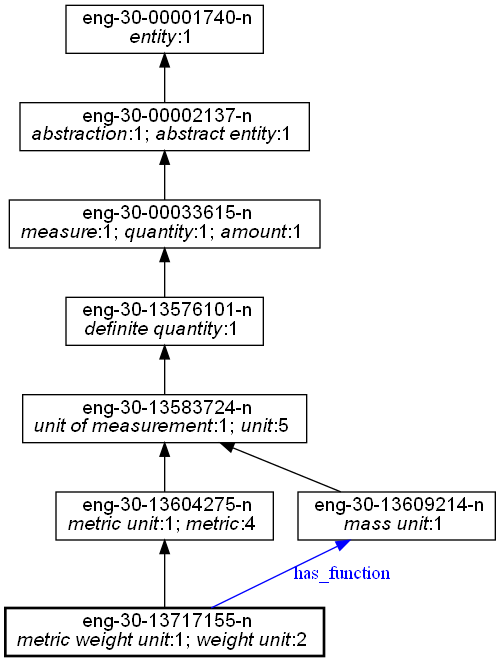 eng-30-00001740-n
entity:1
eng-30-00002137-n
abstraction:1; abstract entity:1
eng-30-00033615-n
measure:1; quantity:1; amount:1
eng-30-13576101-n
definite quantity:1
eng-30-13583724-n
unit of measurement:1; unit:5
eng-30-13604275-n
metric unit:1; metric:4
eng-30-13609214-n
mass unit:1
has_function
eng-30-13717155-n
metric weight unit:1; weight unit:2